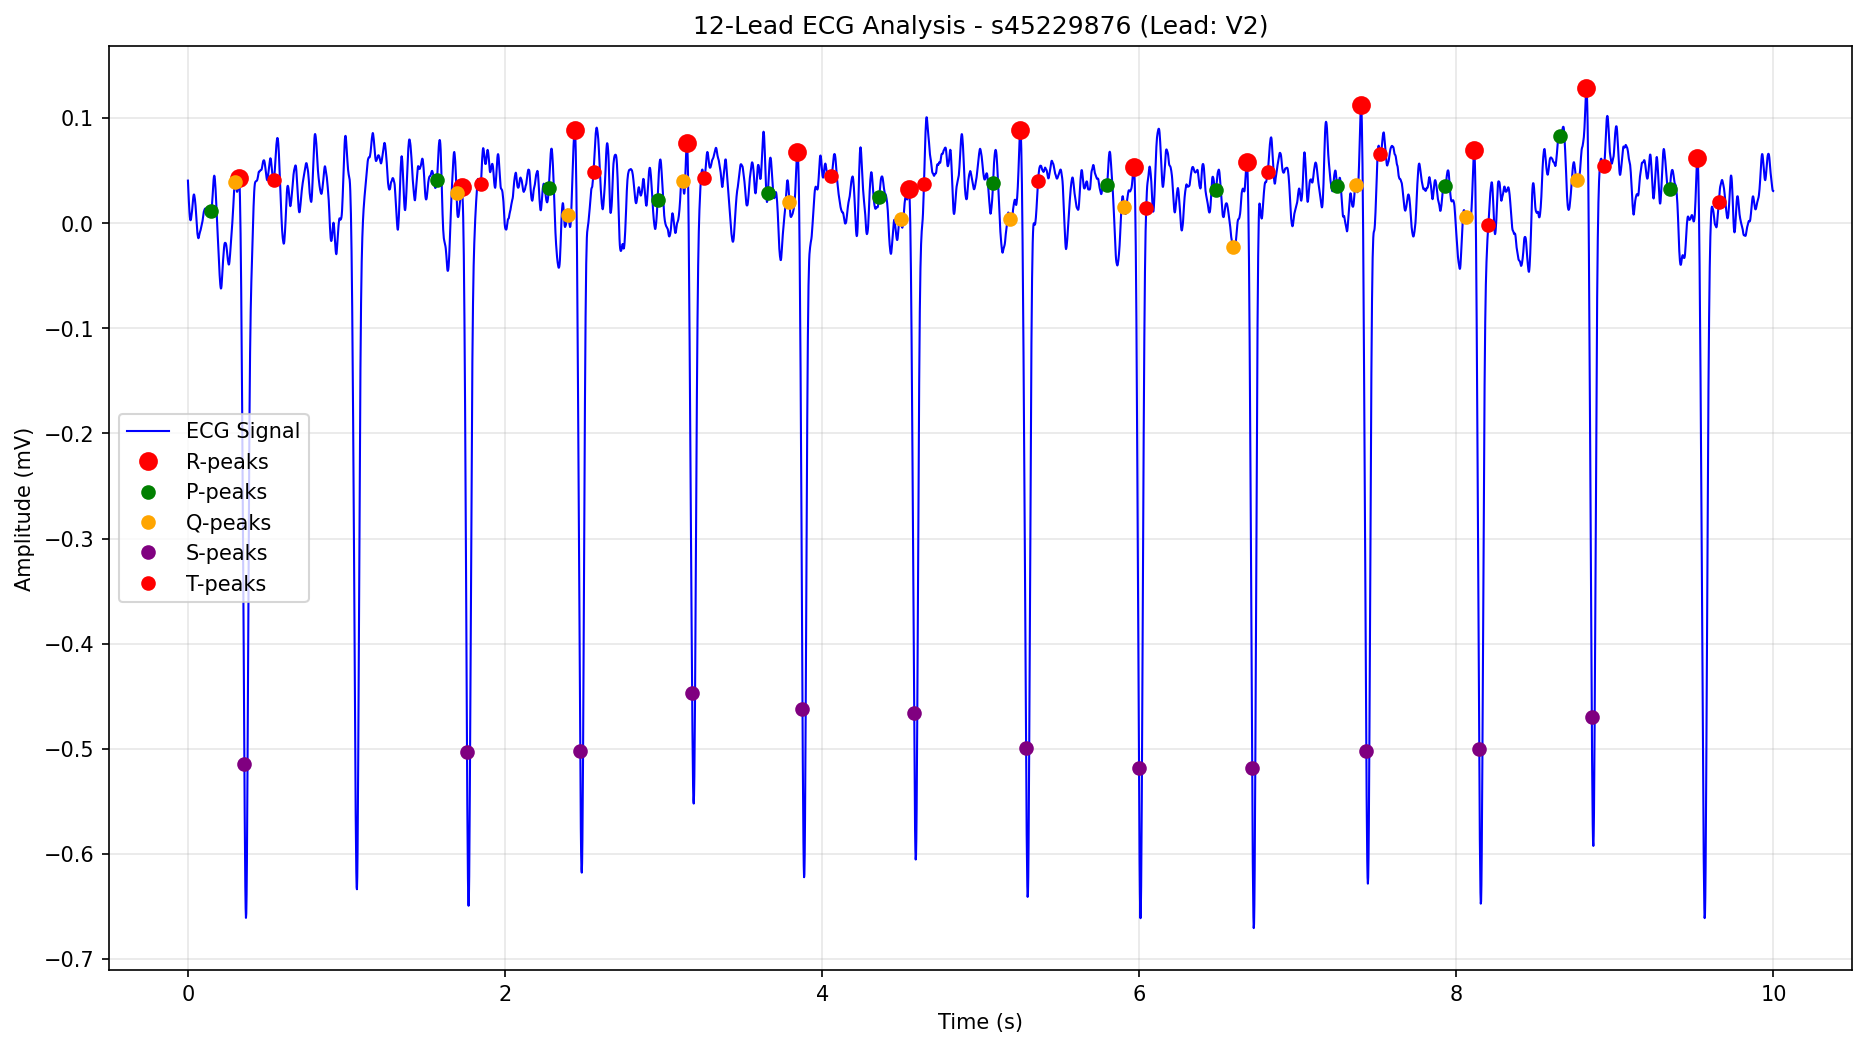 12-Lead ECG Analysis - s45229876 (Lead: V2)
Amplitude (mV)
0.1
0.0
−0.1
−0.2
−0.3
−0.4
−0.5
−0.6
−0.7
ECG Signal
R-peaks
P-peaks
Q-peaks
S-peaks
T-peaks
0 2 4 6 8 10
Time (s)